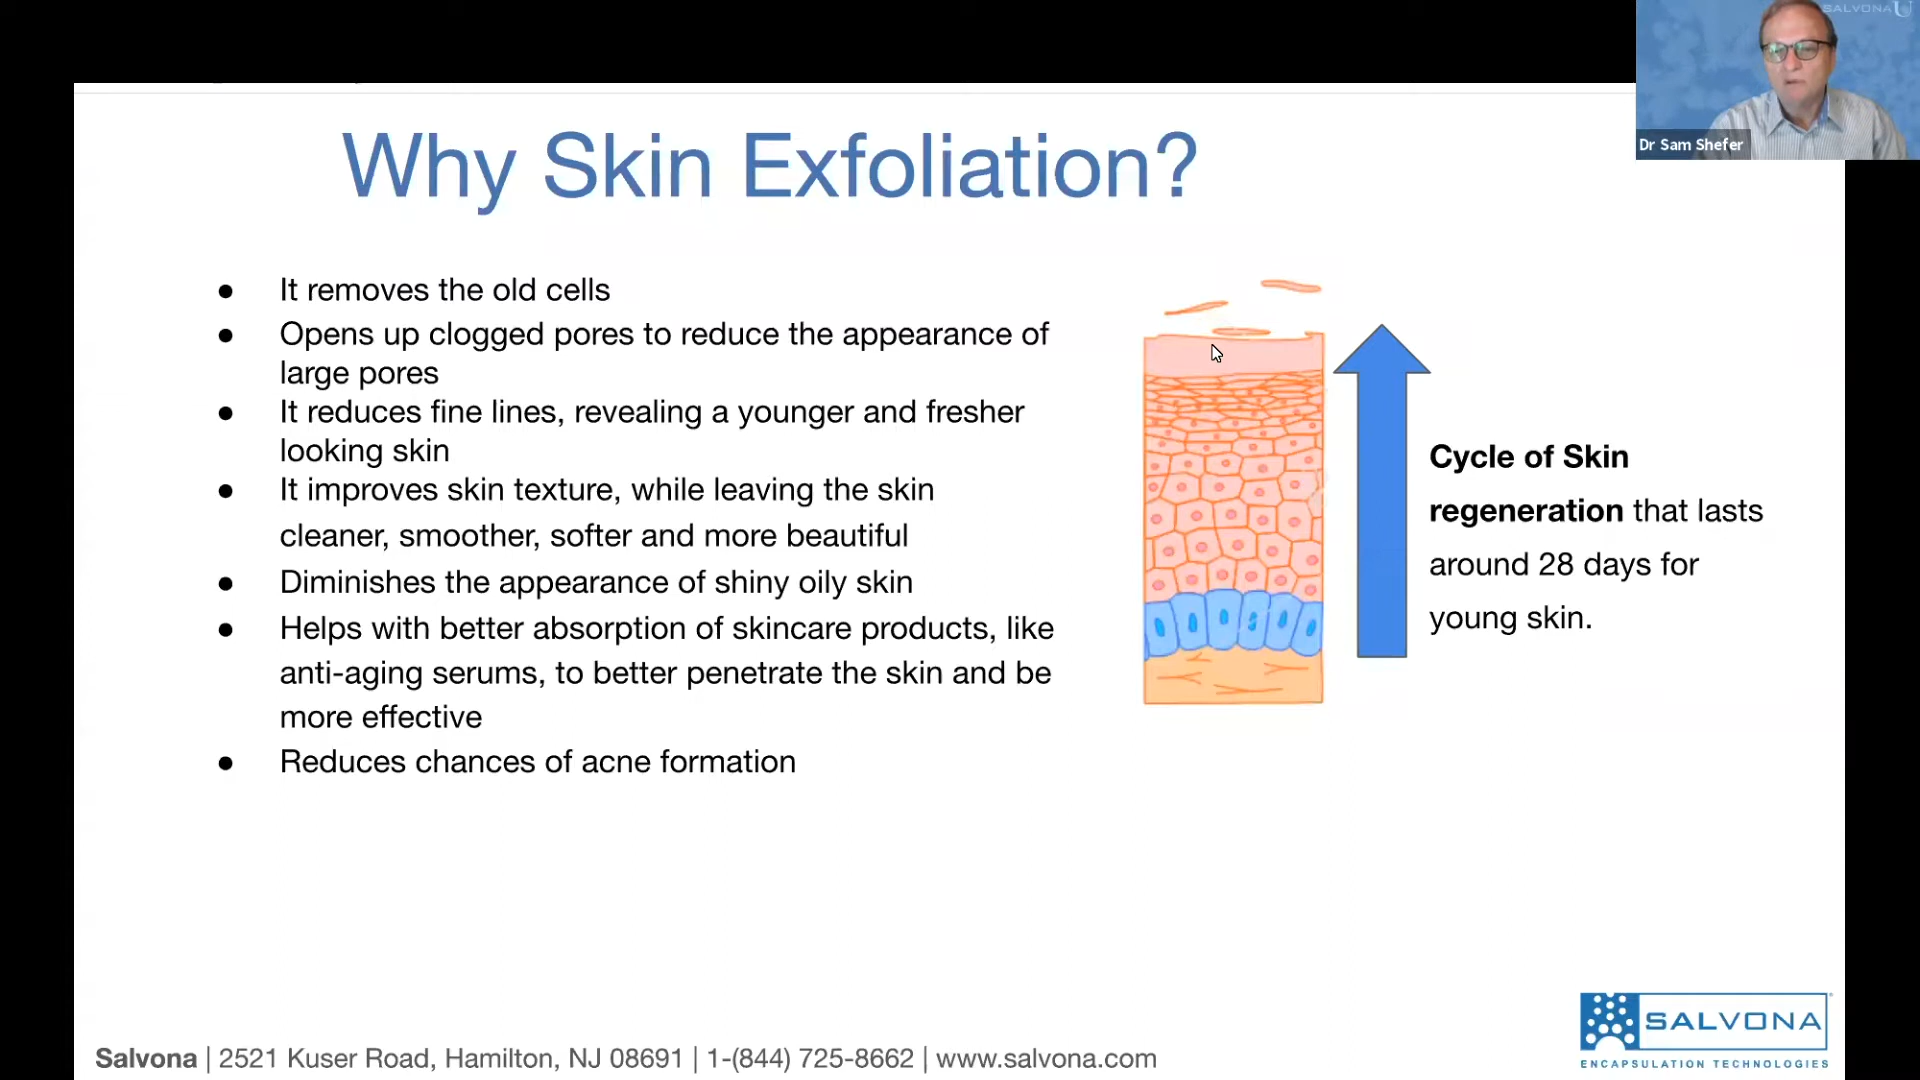 SALVONA
Dr Sam Shefer
Why Skin Exfoliation?
● It removes the old cells
● Opens up clogged pores to reduce the appearance of
large pores
● It reduces fine lines, revealing a younger and fresher
looking skin
● It improves skin texture, while leaving the skin
cleaner, smoother, softer and more beautiful
● Diminishes the appearance of shiny oily skin
● Helps with better absorption of skincare products, like
anti-aging serums, to better penetrate the skin and be
more effective
● Reduces chances of acne formation
Cycle of Skin
regeneration that lasts
around 28 days for
young skin.
SALVONA
ENCAPSULATION TECHNOLOGIES
Salvona | 2521 Kuser Road, Hamilton, NJ 08691 | 1-(844) 725-8662 | www.salvona.com